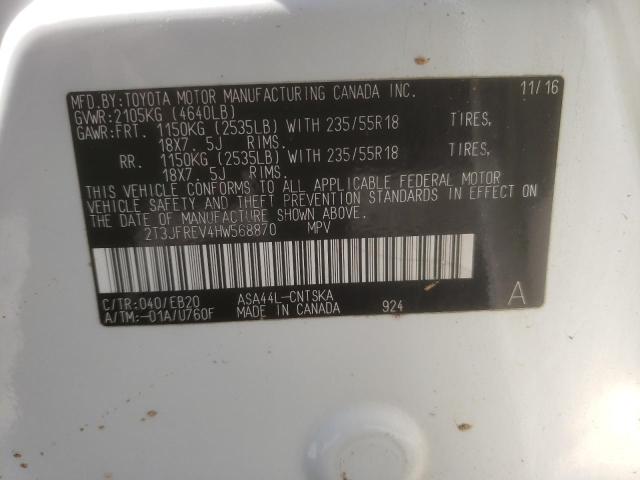 MFD.BY:TOYOTA MOTOR MANUFACTURING CANADA INC. 11/16
GVWR:2105KG (4640LB)
GAWR:FRT. 1150KG (2535LB) WITH 235/55R18 TIRES,
18X7. 5J RIMS.
RR. 1150KG (2535LB) WITH 235/55R18 TIRES,
18X7. 5J RIMS.
THIS VEHICLE CONFORMS TO ALL APPLICABLE FEDERAL MOTOR
VEHICLE SAFETY AND THEFT PREVENTION STANDARDS IN EFFECT ON
THE DATE OF MANUFACTURE SHOWN ABOVE.
2T3JFREV4HW568870 MPV
C/TR:040/EB20 ASA44L-CNTSKA
A/TM:-01A/U760F MADE IN CANADA 924 A